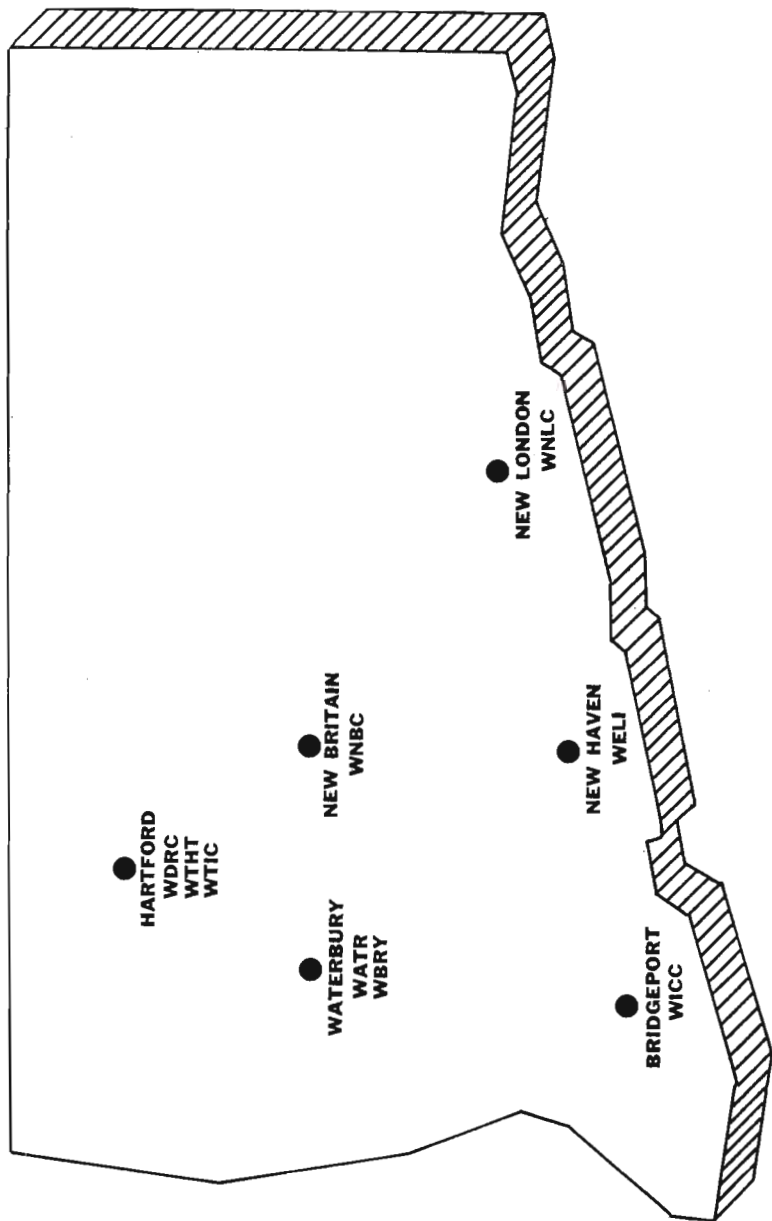 HARTFORD
WDRC
WTHT
WTIC
WATERBURY
WATR
WBRY
NEW BRITAIN
WNBC
NEW LONDON
WNLC
NEW HAVEN
WELI
BRIDGEPORT
WICC